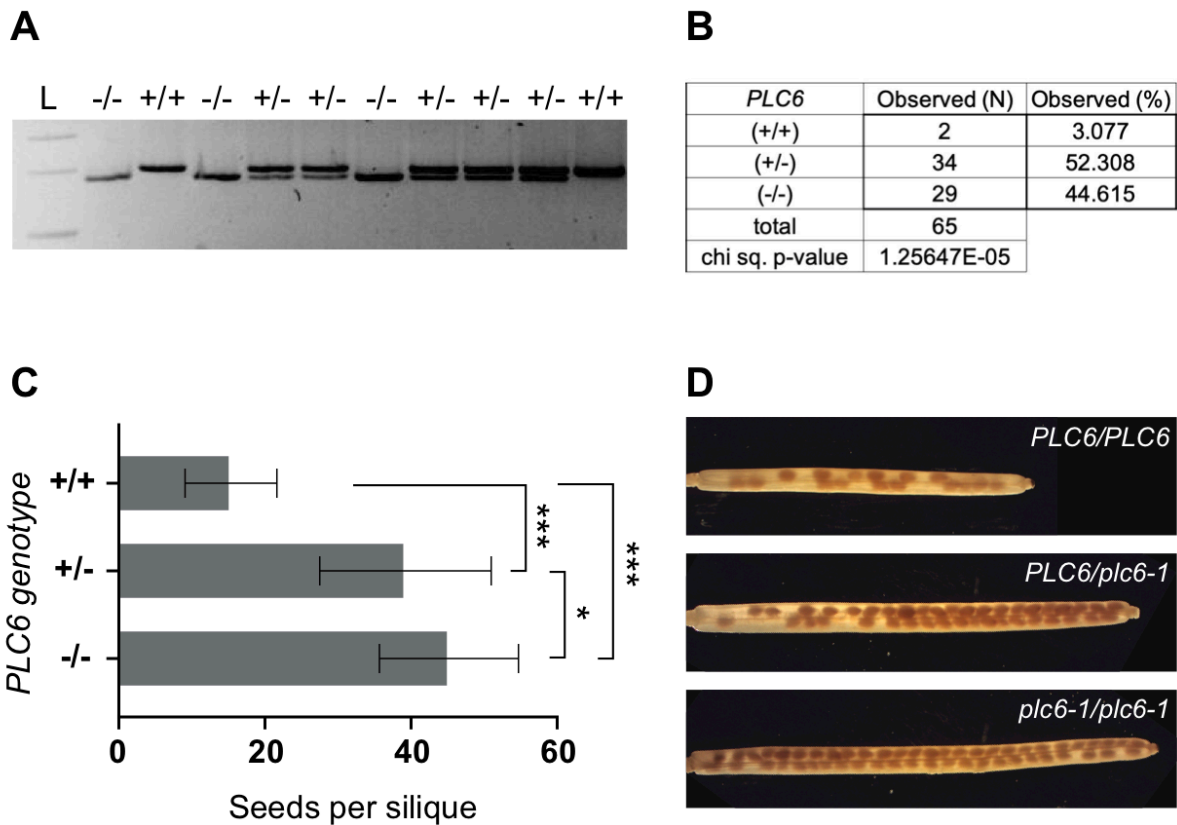 A
L -/- +/+ -/- +/- +/- -/- +/- +/- +/- +/+
B
PLC6 Observed (N) Observed (%)
(+/+) 2 3.077
(+/-) 34 52.308
(-/-) 29 44.615
total 65
chi sq. p-value 1.25647E-05
C
PLC6 genotype
+/+
+/-
-/-
***
***
*
0 20 40 60
Seeds per silique
D
PLC6/PLC6
PLC6/plc6-1
plc6-1/plc6-1